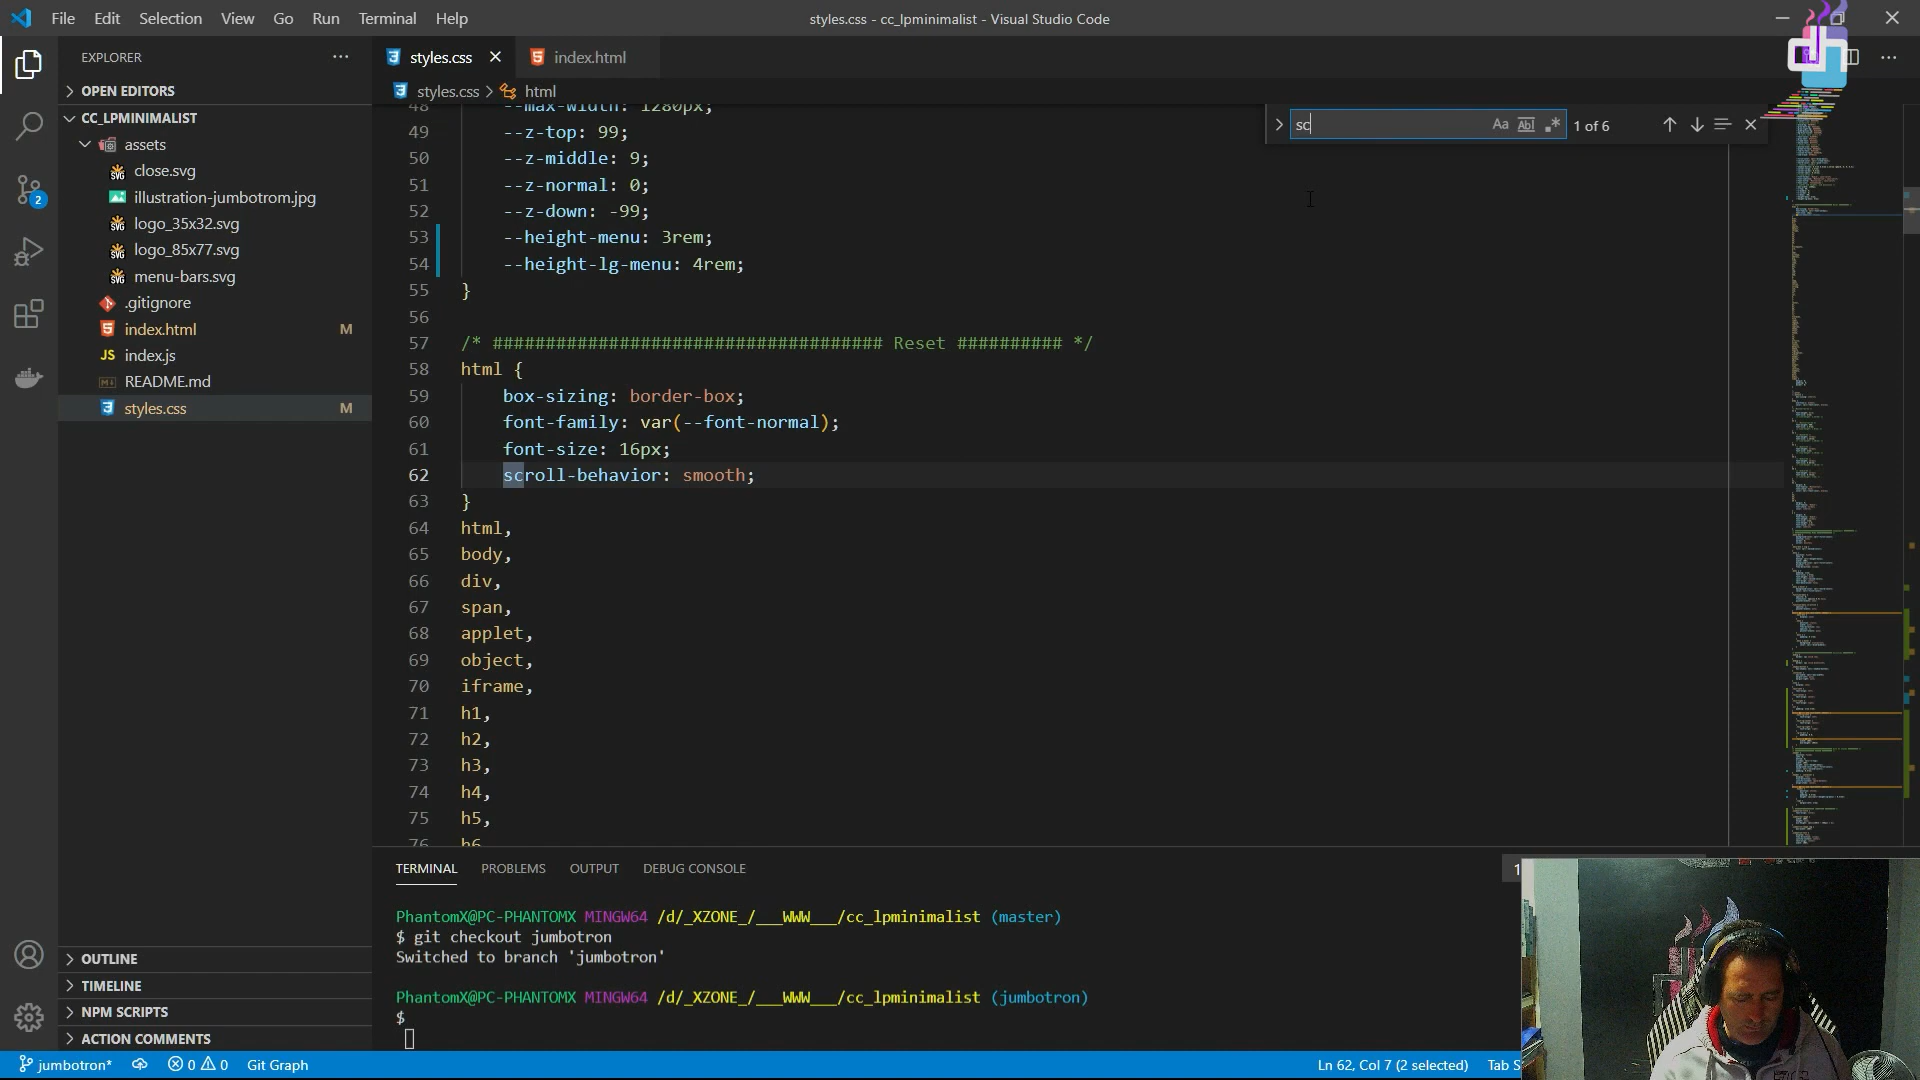 File Edit Selection View Go Run Terminal Help
styles.css - cc_lpminimalist - Visual Studio Code
EXPLORER
OPEN EDITORS
CC_LPMINIMALIST
assets
close.svg
illustration-jumbotrom.jpg
logo_35x32.svg
logo_85x77.svg
menu-bars.svg
.gitignore
index.html M
JS index.js
README.md
styles.css M
OUTLINE
TIMELINE
NPM SCRIPTS
ACTION COMMENTS
styles.css index.html
styles.css > html
sc Aa Abl .* 1 of 6
48 --max-width: 1280px;
49 --z-top: 99;
50 --z-middle: 9;
51 --z-normal: 0;
52 --z-down: -99;
53 --height-menu: 3rem;
54 --height-lg-menu: 4rem;
55 }
56
57 /* ##################################### Reset ########## */
58 html {
59 box-sizing: border-box;
60 font-family: var(--font-normal);
61 font-size: 16px;
62 scroll-behavior: smooth;
63 }
64 html,
65 body,
66 div,
67 span,
68 applet,
69 object,
70 iframe,
71 h1,
72 h2,
73 h3,
74 h4,
75 h5,
76 h6
TERMINAL PROBLEMS OUTPUT DEBUG CONSOLE
PhantomX@PC-PHANTOMX MINGW64 /d/_XZONE_/___WWW___/cc_lpminimalist (master)
$ git checkout jumbotron
Switched to branch 'jumbotron'
PhantomX@PC-PHANTOMX MINGW64 /d/_XZONE_/___WWW___/cc_lpminimalist (jumbotron)
$
2
jumbotron* 0 0 Git Graph
Ln 62, Col 7 (2 selected) Tab S